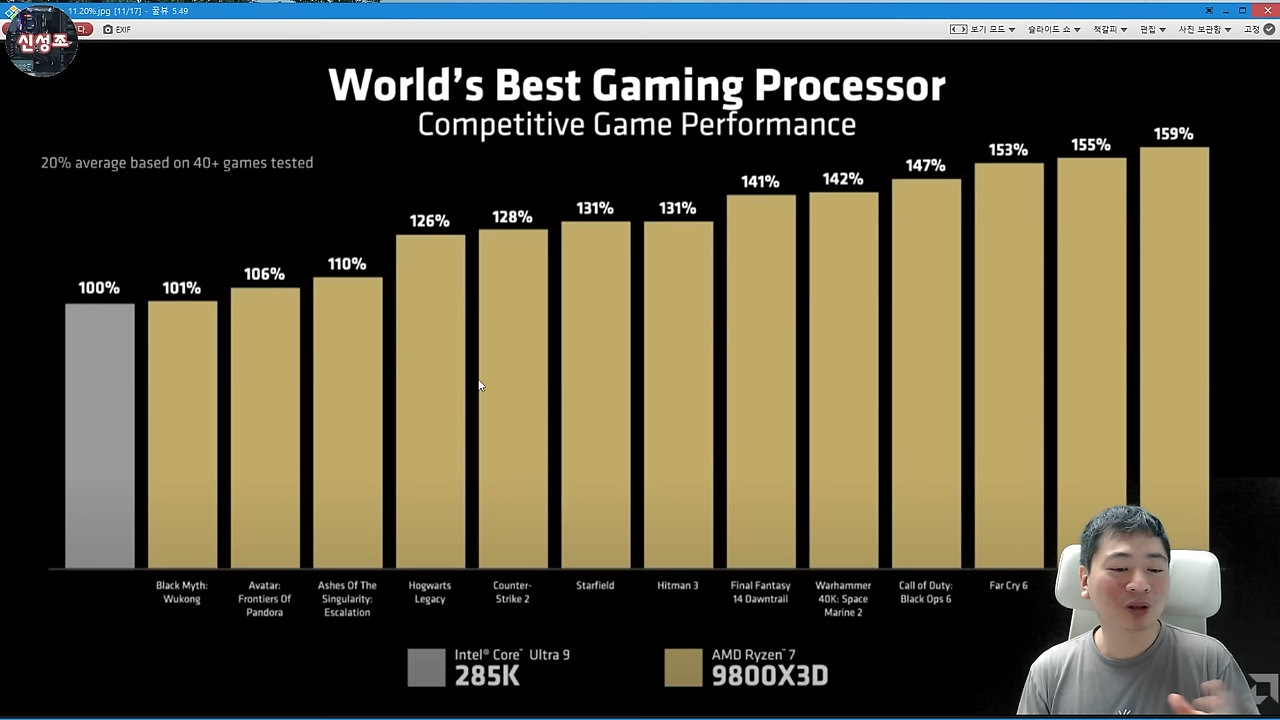 11.20%.jpg [11/17] - 꿀뷰 5.49
다.
EXIF
보기 모드
슬라이드 쇼
책갈피
편집
사진 보관함
고정
신성조
World's Best Gaming Processor
Competitive Game Performance
20% average based on 40+ games tested
100%
101%
106%
110%
126%
128%
131%
131%
141%
142%
147%
153%
155%
159%
Black Myth:
Wukong
Avatar:
Frontiers Of
Pandora
Ashes Of The
Singularity:
Escalation
Hogwarts
Legacy
Counter-
Strike 2
Starfield
Hitman 3
Final Fantasy
14 Dawntrail
Warhammer
40K: Space
Marine 2
Call of Duty:
Black Ops 6
Far Cry 6
Intel® Core™ Ultra 9
285K
AMD Ryzen™ 7
9800X3D